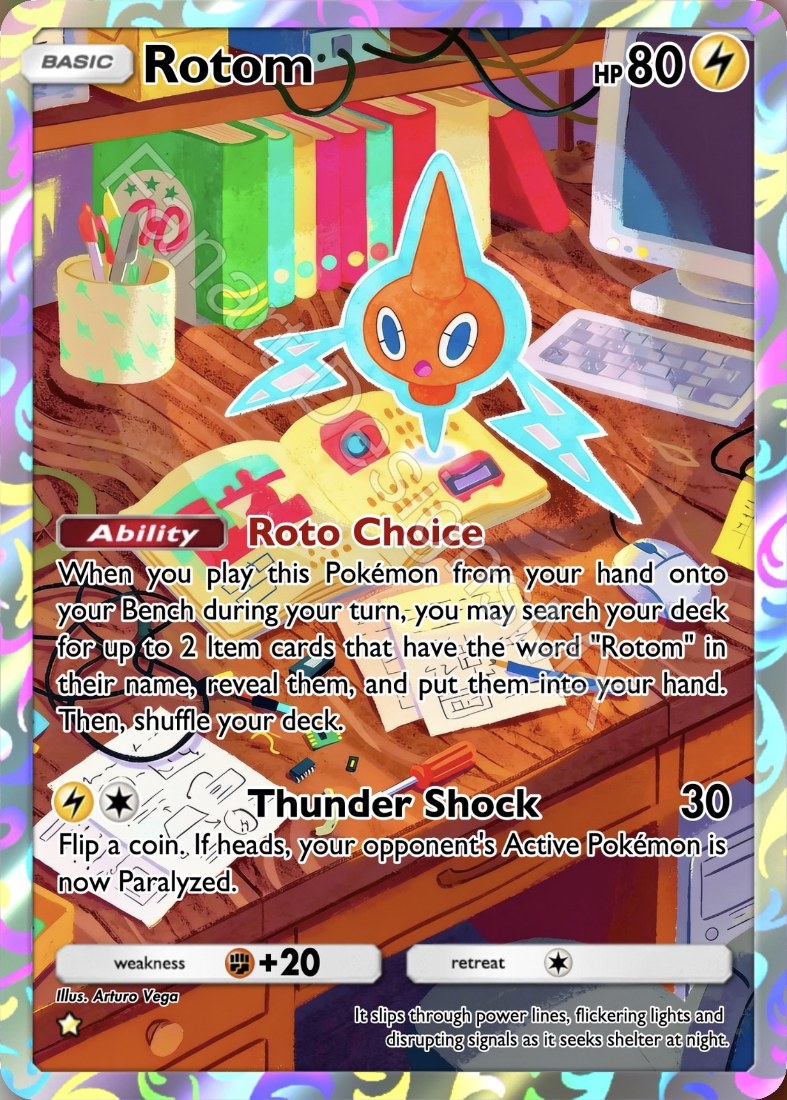 BASIC Rotom HP 80
Ability Roto Choice
When you play this Pokémon from your hand onto
your Bench during your turn, you may search your deck
for up to 2 Item cards that have the word "Rotom" in
their name, reveal them, and put them into your hand.
Then, shuffle your deck.
Thunder Shock 30
Flip a coin. If heads, your opponent's Active Pokémon is
now Paralyzed.
weakness +20 retreat
Illus. Arturo Vega
It slips through power lines, flickering lights and
disrupting signals as it seeks shelter at night.